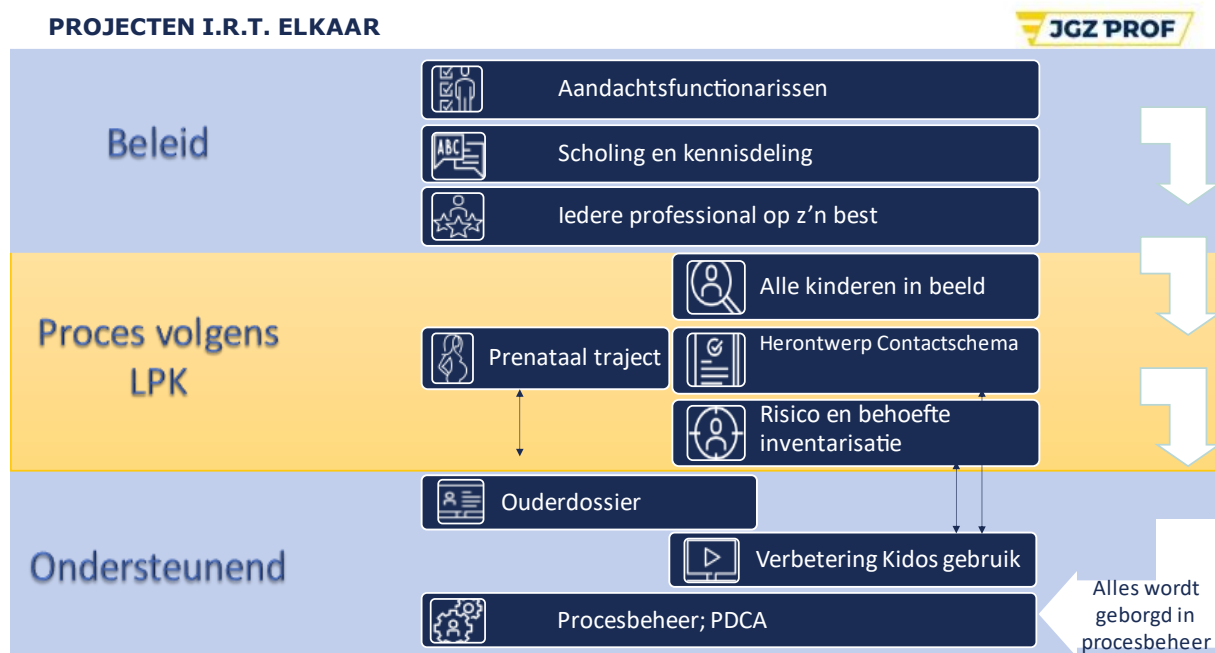 PROJECTEN I.R.T. ELKAAR
JGZ PROF
Beleid
Aandachtsfunctionarissen
ABC
Scholing en kennisdeling
Iedere professional op z’n best
Proces volgens
LPK
Alle kinderen in beeld
Prenataal traject
Herontwerp Contactschema
Risico en behoefte
inventarisatie
Ondersteunend
Ouderdossier
Verbetering Kidos gebruik
Procesbeheer; PDCA
Alles wordt
geborgd in
procesbeheer